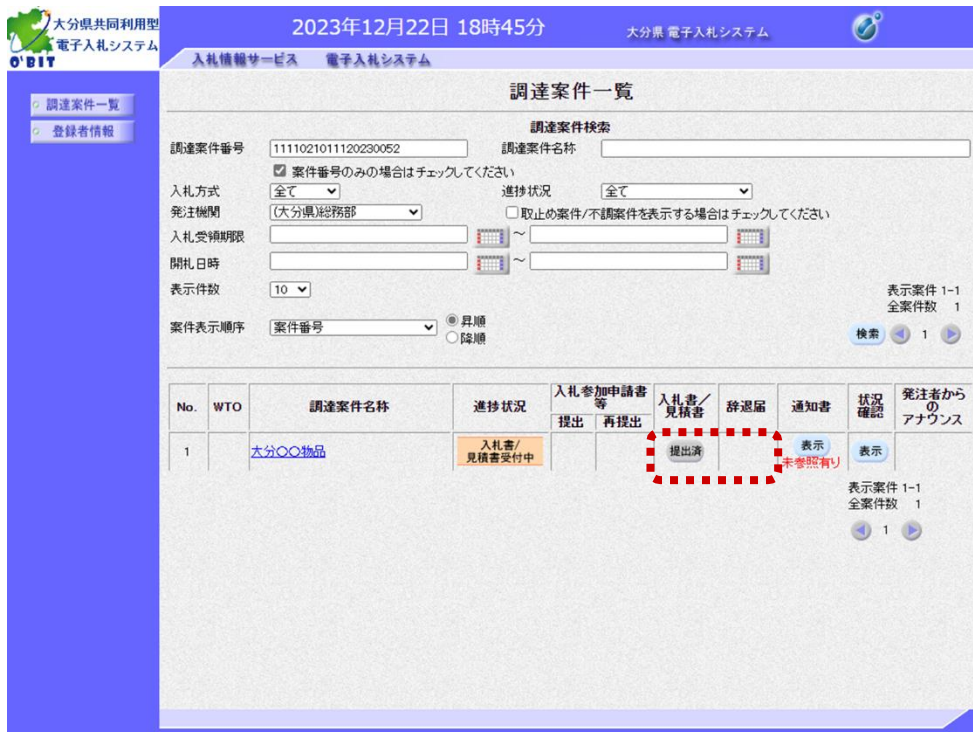 大分県共同利用型
電子入札システム
O'BIT
2023年12月22日 18時45分
大分県 電子入札システム
入札情報サービス 電子入札システム
調達案件一覧
登録者情報
調達案件一覧
調達案件検索
調達案件番号 1111021011120230052 調達案件名称
案件番号のみの場合はチェックしてください
入札方式 全て 進捗状況 全て
発注機関 (大分県)総務部 取止め案件/不調案件を表示する場合はチェックしてください
入札受領期限 ～
開札日時 ～
表示件数 10
表示案件 1-1
全案件数 1
案件表示順序 案件番号 昇順
降順
検索 1
No. WTO 調達案件名称 進捗状況 入札参加申請書等 提出 再提出 入札書/見積書 辞退届 通知書 状況確認 発注者からのアナウンス
1 大分〇〇物品 入札書/見積書受付中 提出済 表示 表示
未参照有り
表示案件 1-1
全案件数 1
1